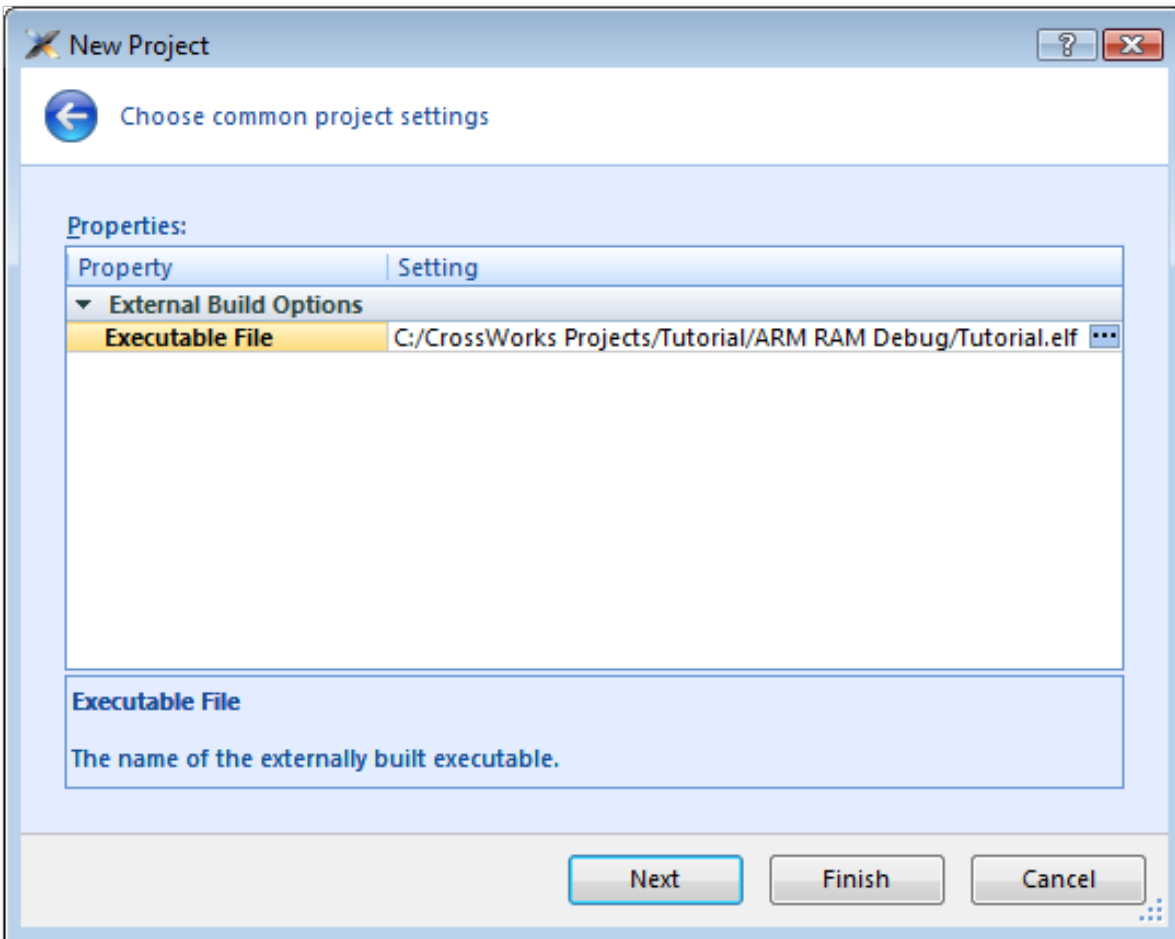 New Project
Choose common project settings
Properties:
Property Setting
External Build Options
Executable File C:/CrossWorks Projects/Tutorial/ARM RAM Debug/Tutorial.elf
Executable File
The name of the externally built executable.
Next Finish Cancel